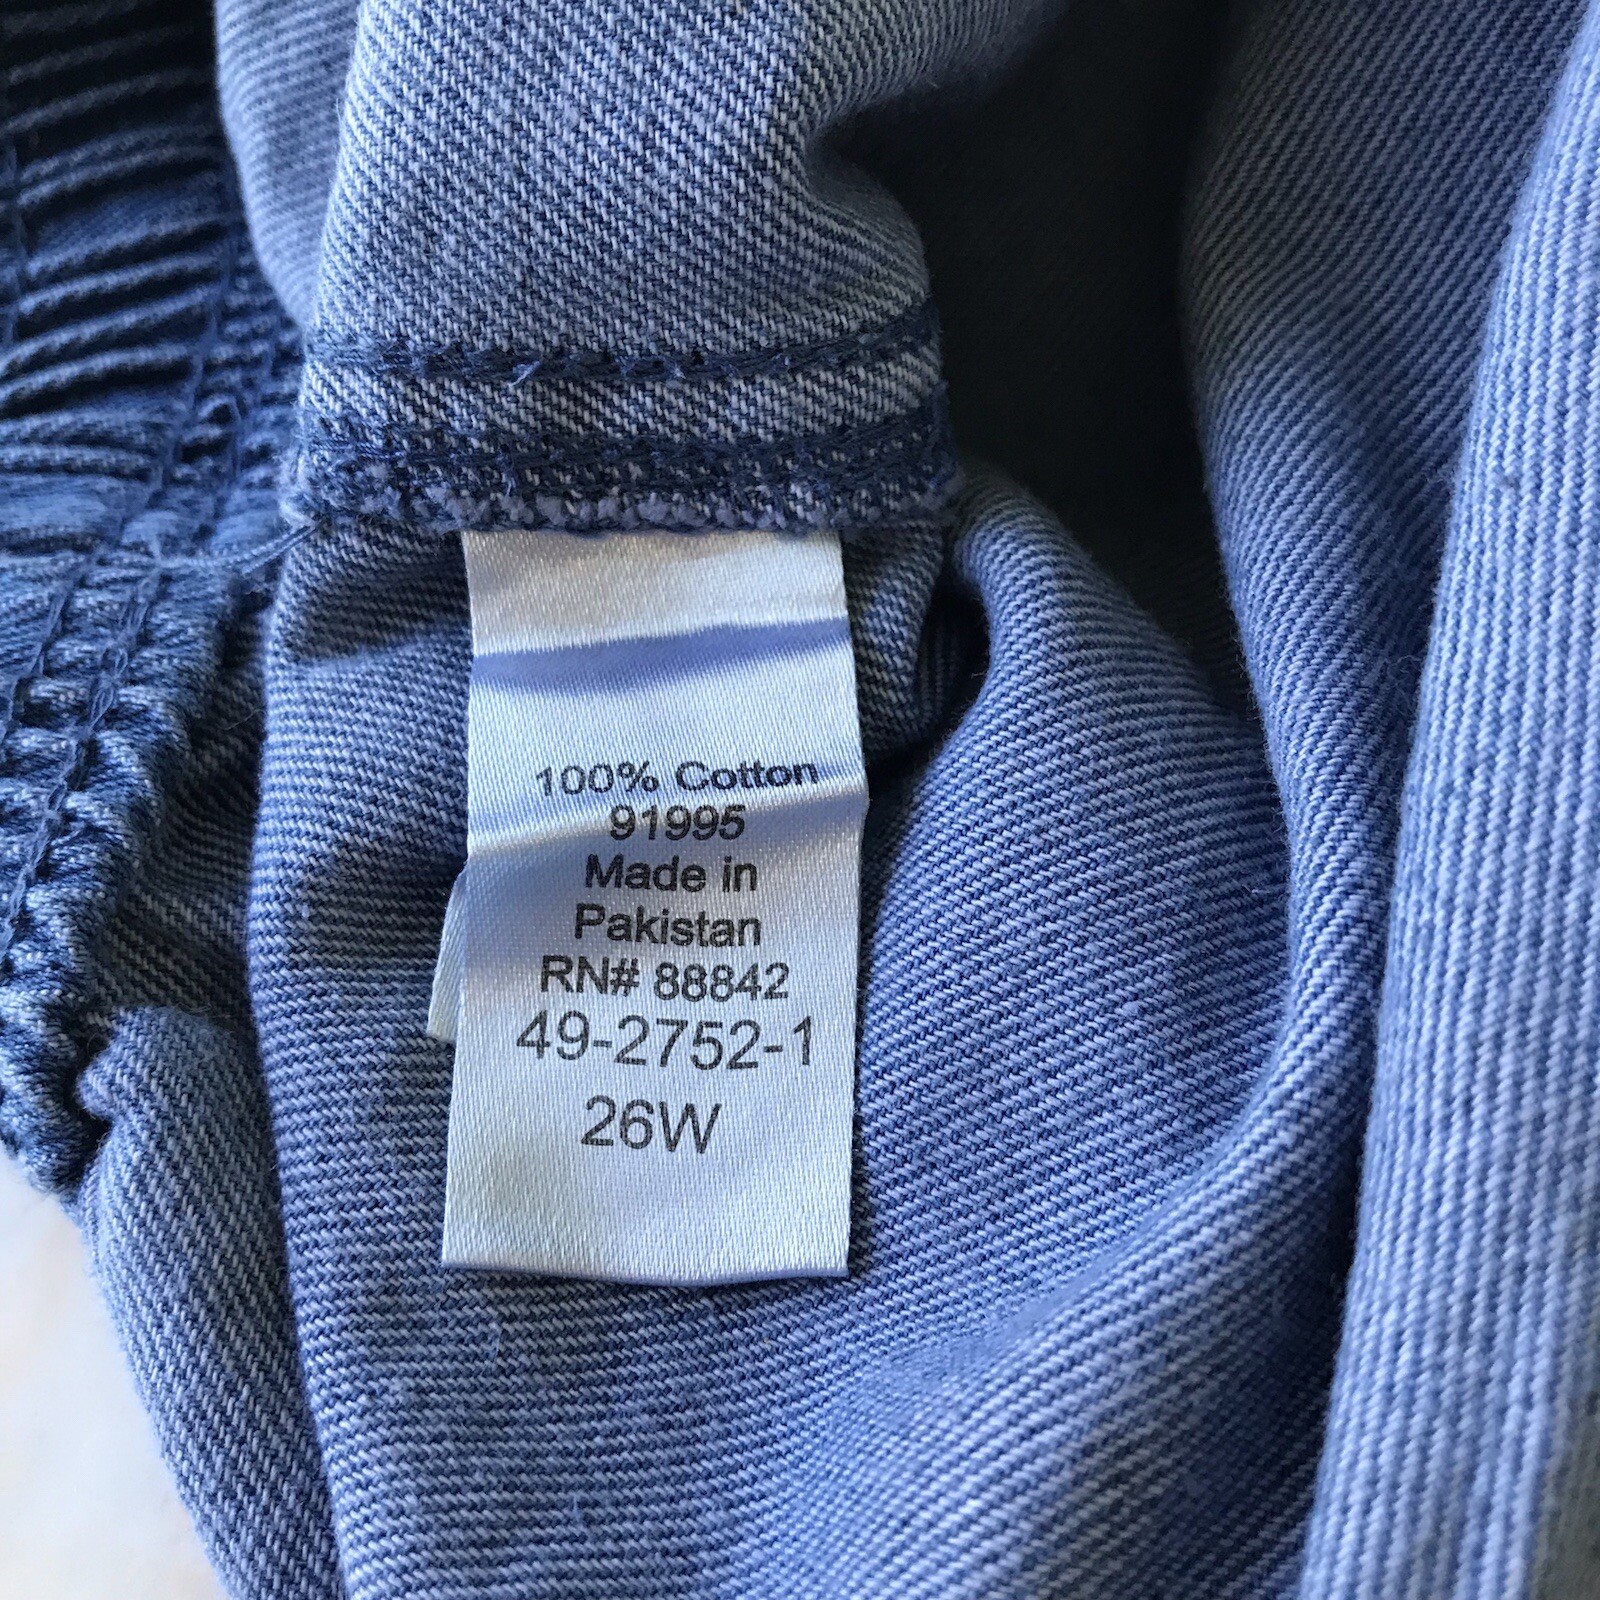 100% Cotton
91995
Made in
Pakistan
RN# 88842
49-2752-1
26W